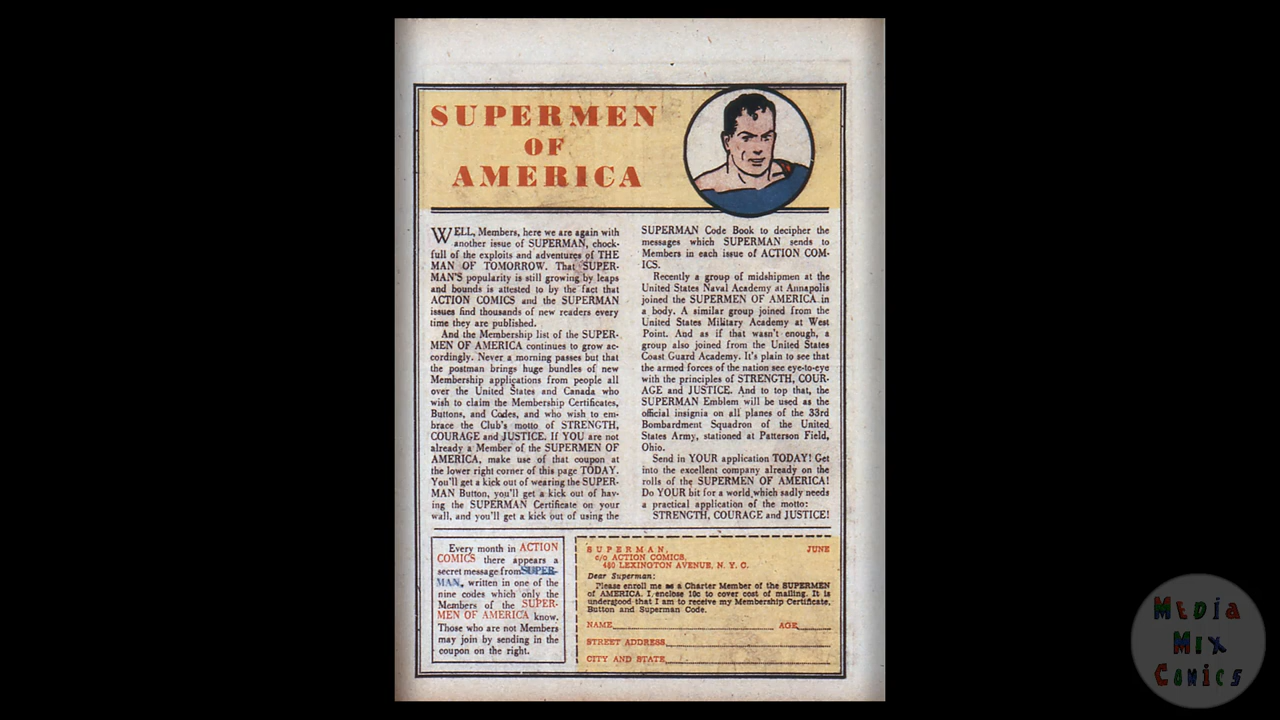 SUPERMEN
OF
AMERICA
WELL, Members, here we are again with
another issue of SUPERMAN, chock-
full of the exploits and adventures of THE
MAN OF TOMORROW. That SUPER-
MAN'S popularity is still growing by leaps
and bounds is attested to by the fact that
ACTION COMICS and the SUPERMAN
issues find thousands of new readers every
time they are published.
And the Membership list of the SUPER-
MEN OF AMERICA continues to grow ac-
cordingly. Never a morning passes but that
the postman brings huge bundles of new
Membership applications from people all
over the United States and Canada who
wish to claim the Membership Certificates,
Buttons, and Codes, and who wish to em-
brace the Club's motto of STRENGTH,
COURAGE and JUSTICE. If YOU are not
already a Member of the SUPERMEN OF
AMERICA, make use of that coupon at
the lower right corner of this page TODAY.
You'll get a kick out of wearing the SUPER-
MAN Button, you'll get a kick out of hav-
ing the SUPERMAN Certificate on your
wall, and you'll get a kick out of using the
SUPERMAN Code Book to decipher the
messages which SUPERMAN sends to
Members in each issue of ACTION COM-
ICS.
Recently a group of midshipmen at the
United States Naval Academy at Annapolis
joined the SUPERMEN OF AMERICA in
a body. A similar group joined from the
United States Military Academy at West
Point. And as if that wasn't enough, a
group also joined from the United States
Coast Guard Academy. It's plain to see that
the armed forces of the nation see eye-to-eye
with the principles of STRENGTH, COUR-
AGE and JUSTICE. And to top that, the
SUPERMAN Emblem will be used as the
official insignia on all planes of the 33rd
Bombardment Squadron of the United
States Army, stationed at Patterson Field,
Ohio.
Send in YOUR application TODAY! Get
into the excellent company already on the
rolls of the SUPERMEN OF AMERICA!
Do YOUR bit for a world which sadly needs
a practical application of the motto:
STRENGTH, COURAGE and JUSTICE!
Every month in ACTION
COMICS there appears a
secret message from SUPER-
MAN, written in one of the
nine codes which only the
Members of the SUPER-
MEN OF AMERICA know.
Those who are not Members
may join by sending in the
coupon on the right.
SUPERMAN, JUNE
c/o ACTION COMICS,
480 LEXINGTON AVENUE, N. Y. C.
Dear Superman:
Please enroll me as a Charter Member of the SUPERMEN
of AMERICA. I enclose 10c to cover cost of mailing. It is
understood that I am to receive my Membership Certificate,
Button and Superman Code.
NAME AGE
STREET ADDRESS
CITY AND STATE
MEDiA
Mix
COMiCS